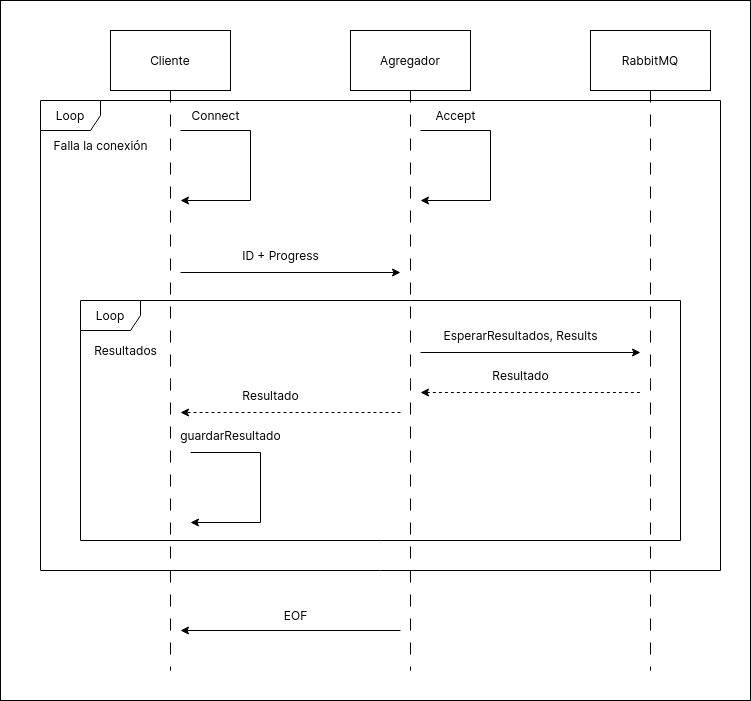 Cliente
Agregador
RabbitMQ
Loop
Connect
Accept
Falla la conexión
ID + Progress
Loop
EsperarResultados, Results
Resultados
Resultado
Resultado
guardarResultado
EOF